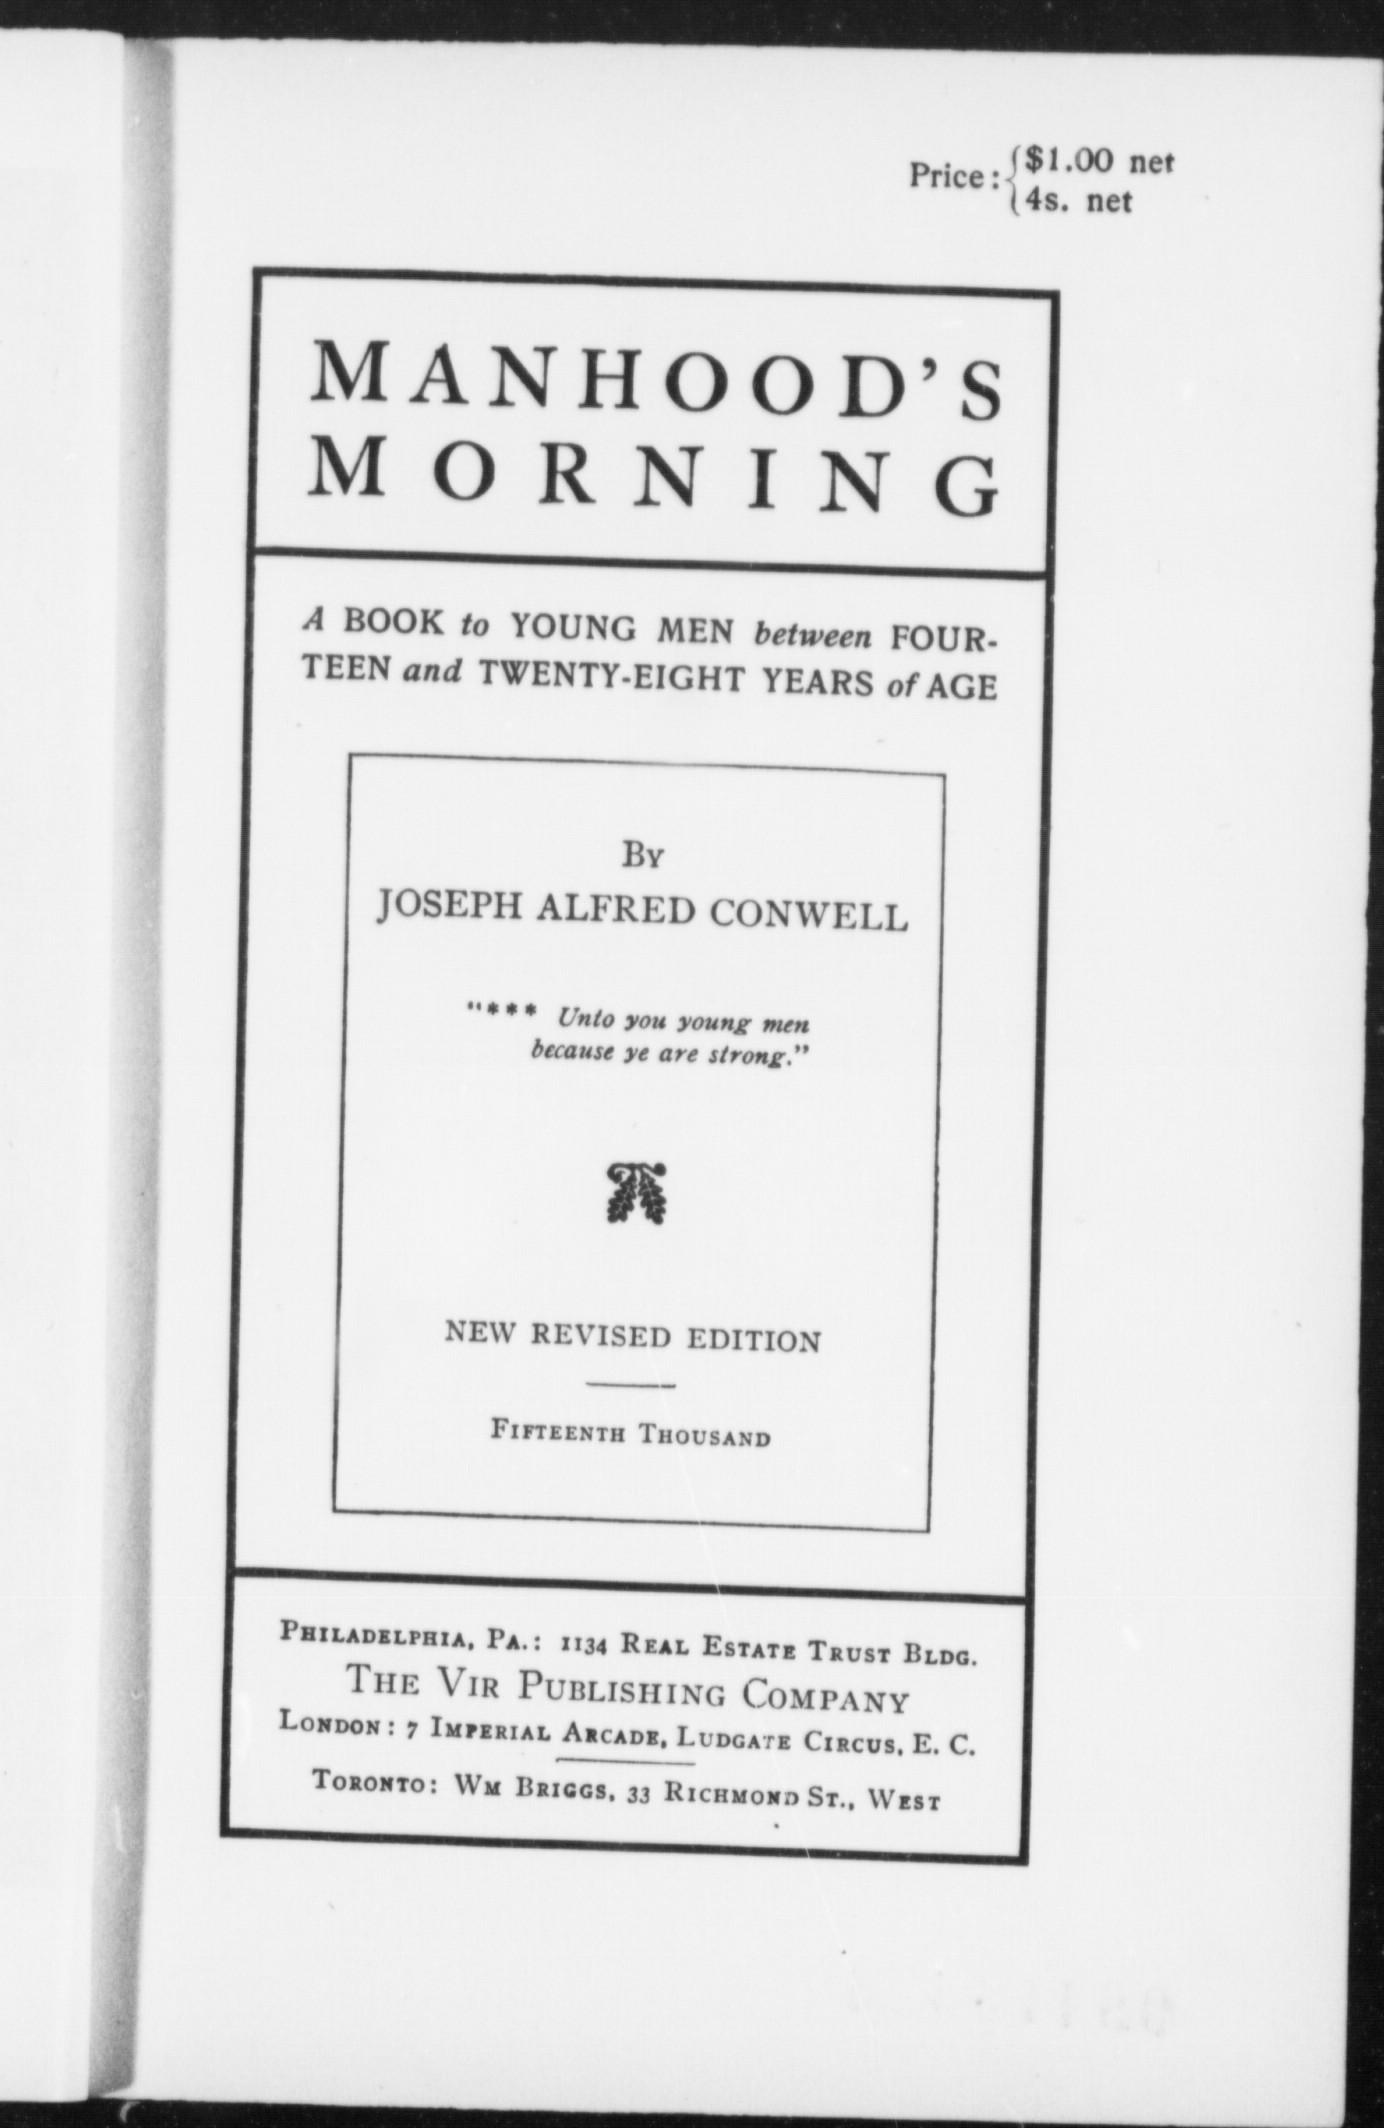 Price: { $1.00 net
4s. net
MANHOOD'S
MORNING
A BOOK to YOUNG MEN between FOUR-
TEEN and TWENTY-EIGHT YEARS of AGE
BY
JOSEPH ALFRED CONWELL
"*** Unto you young men
because ye are strong."
NEW REVISED EDITION
FIFTEENTH THOUSAND
PHILADELPHIA, PA.: 1134 REAL ESTATE TRUST BLDG.
THE VIR PUBLISHING COMPANY
LONDON: 7 IMPERIAL ARCADE, LUDGATE CIRCUS, E. C.
TORONTO: WM BRIGGS, 33 RICHMOND ST., WEST